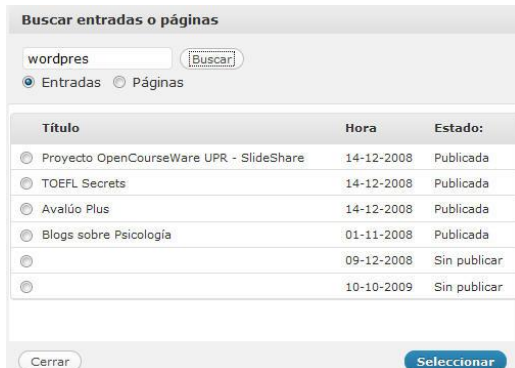 Buscar entradas o páginas
wordpres Buscar
Entradas Páginas
Título Hora Estado:
Proyecto OpenCourseWare UPR - SlideShare 14-12-2008 Publicada
TOEFL Secrets 14-12-2008 Publicada
Avalúo Plus 14-12-2008 Publicada
Blogs sobre Psicología 01-11-2008 Publicada
09-12-2008 Sin publicar
10-10-2009 Sin publicar
Cerrar Seleccionar